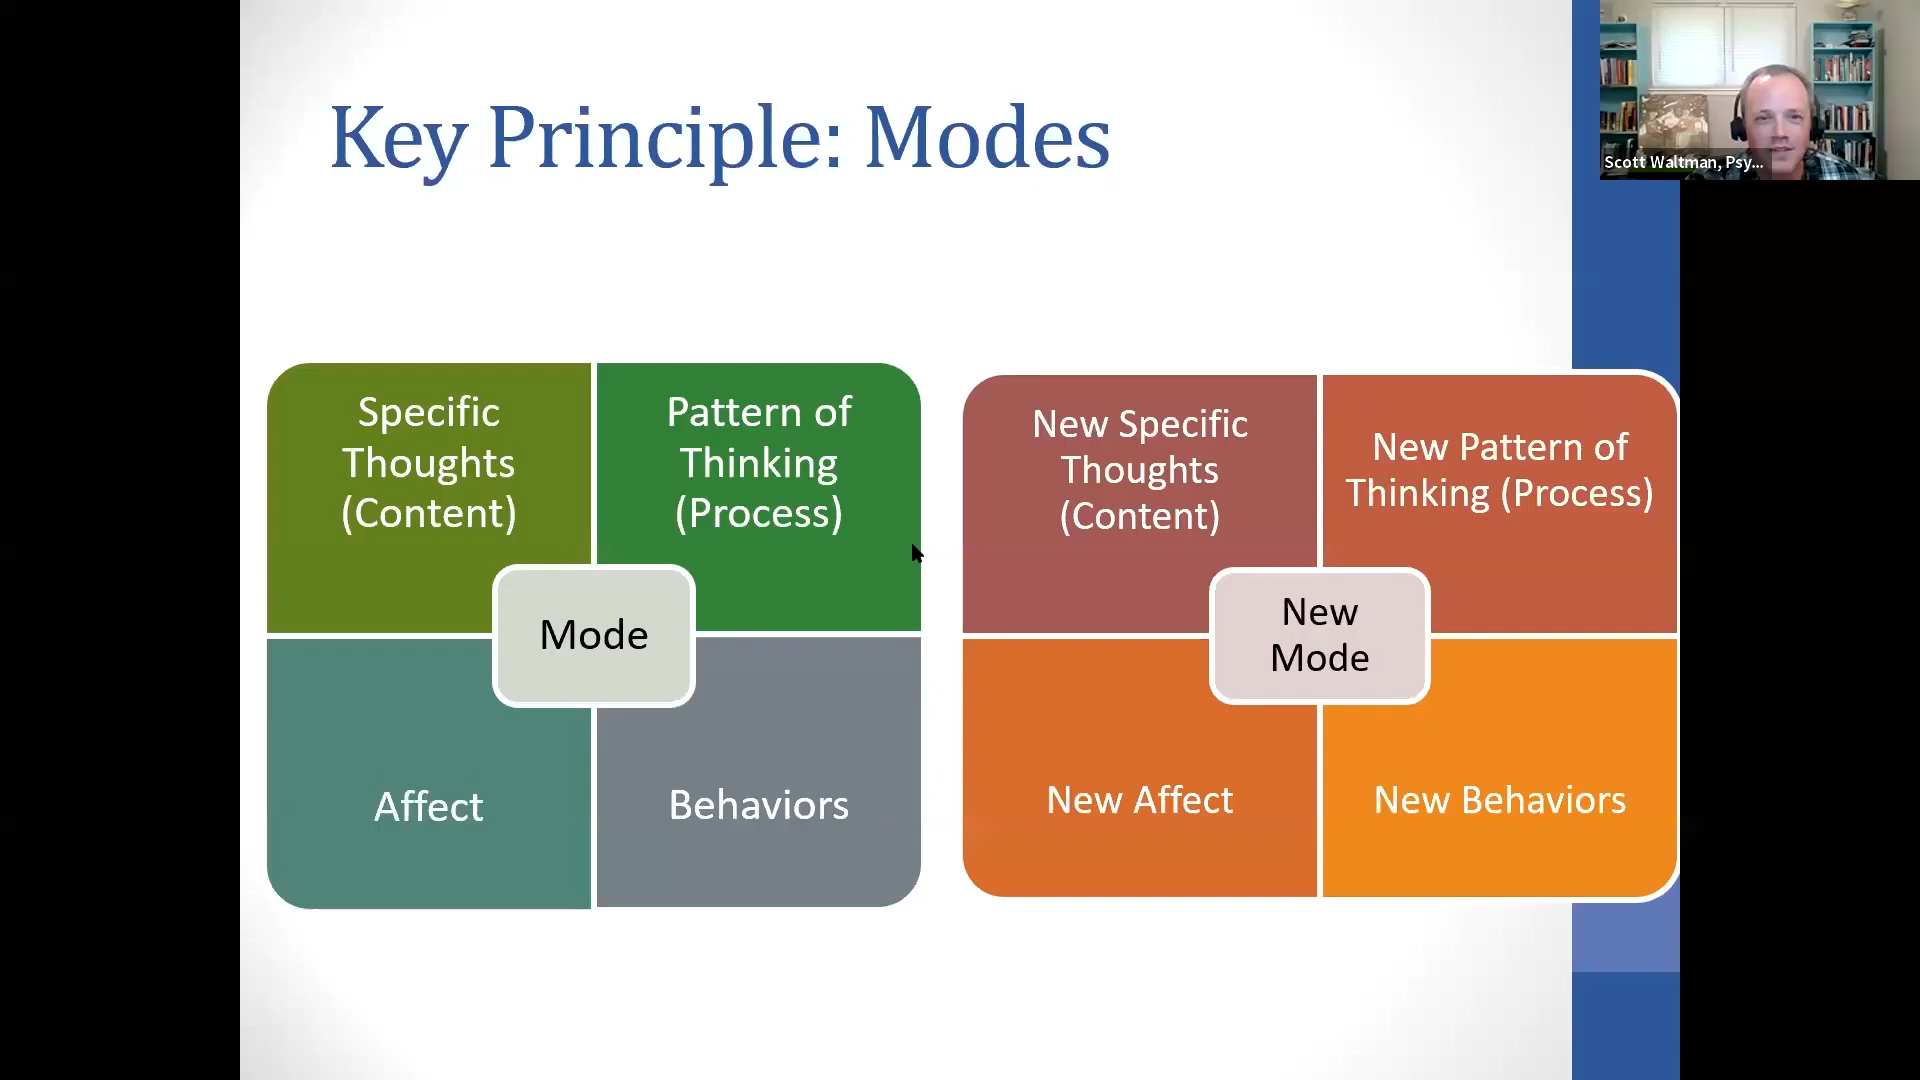 Key Principle: Modes
Scott Waltman, Psy...
Specific
Thoughts
(Content)
Pattern of
Thinking
(Process)
Mode
Affect
Behaviors
New Specific
Thoughts
(Content)
New Pattern of
Thinking (Process)
New
Mode
New Affect
New Behaviors